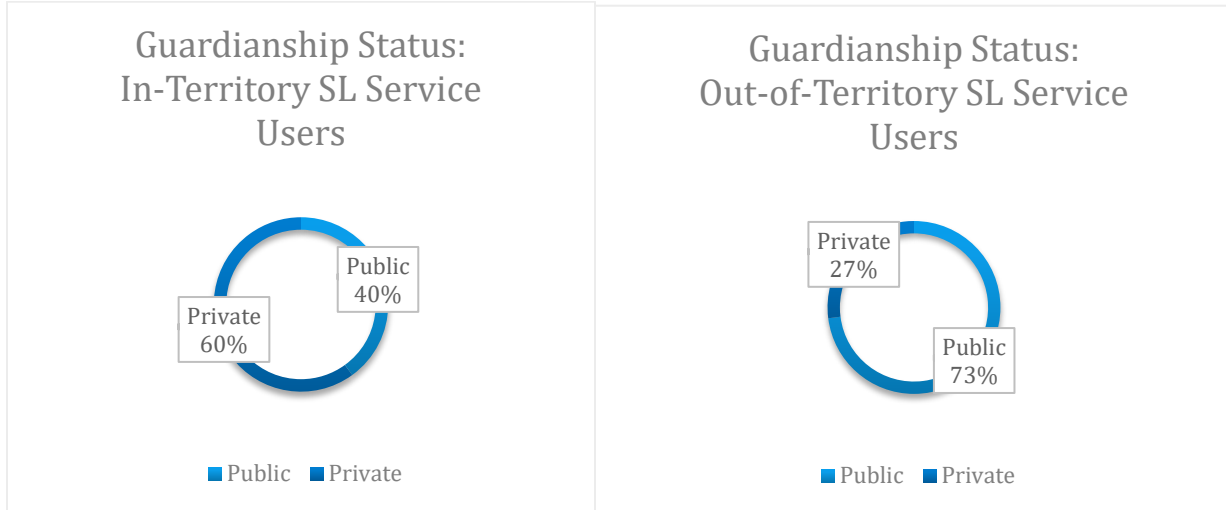 Guardianship Status:
In-Territory SL Service
Users
Public
40%
Private
60%
Public Private
Guardianship Status:
Out-of-Territory SL Service
Users
Private
27%
Public
73%
Public Private